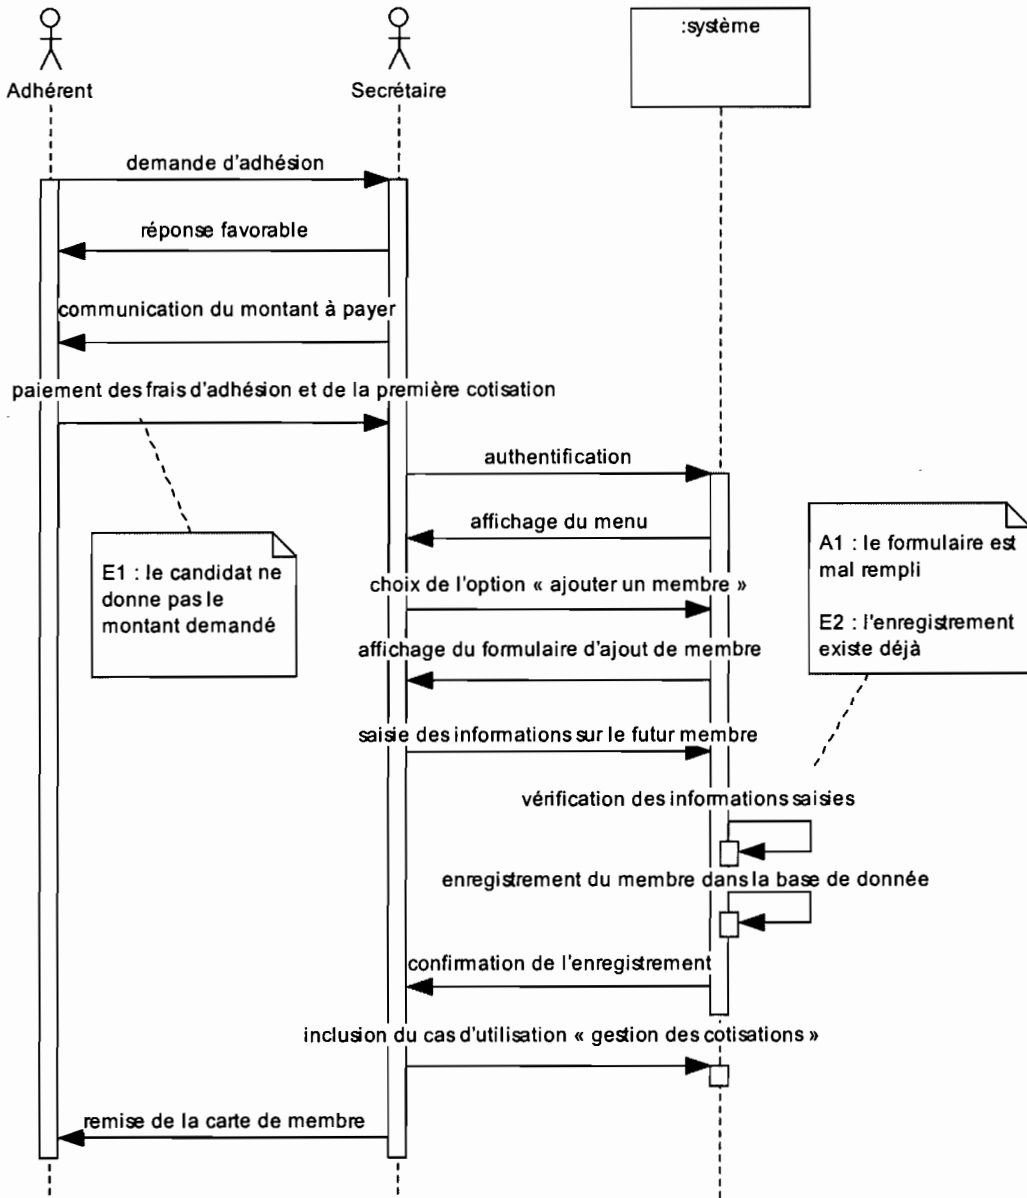 :système
Adhérent
Secrétaire
demande d'adhésion
réponse favorable
communication du montant à payer
paiement des frais d'adhésion et de la première cotisation
authentification
affichage du menu
E1 : le candidat ne
donne pas le
montant demandé
A1 : le formulaire est
mal rempli
E2 : l'enregistrement
existe déjà
choix de l'option « ajouter un membre »
affichage du formulaire d'ajout de membre
saisie des informations sur le futur membre
vérification des informations saisies
enregistrement du membre dans la base de donnée
confirmation de l'enregistrement
inclusion du cas d'utilisation « gestion des cotisations »
remise de la carte de membre